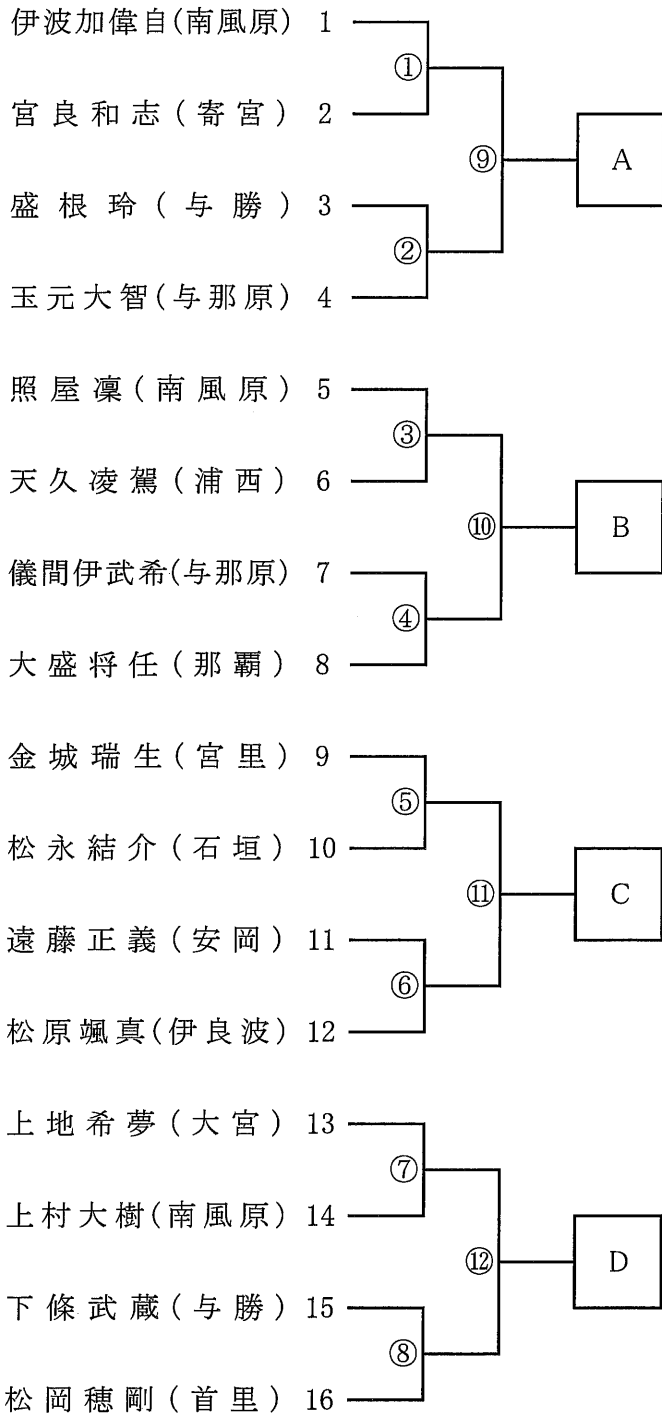 伊波加偉自(南風原) 1
①
宮良和志(寄宮) 2
⑨
A
盛根玲(与勝) 3
②
玉元大智(与那原) 4
照屋凜(南風原) 5
③
天久凌駕(浦西) 6
⑩
B
儀間伊武希(与那原) 7
④
大盛将任(那覇) 8
金城瑞生(宮里) 9
⑤
松永結介(石垣) 10
⑪
C
遠藤正義(安岡) 11
⑥
松原颯真(伊良波) 12
上地希夢(大宮) 13
⑦
上村大樹(南風原) 14
⑫
D
下條武蔵(与勝) 15
⑧
松岡穂剛(首里) 16